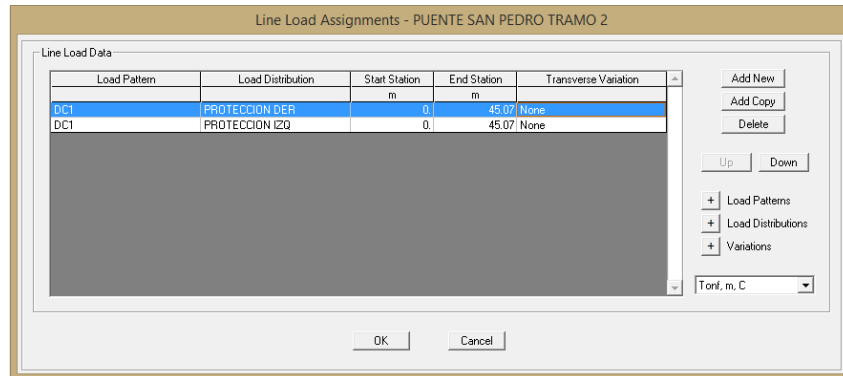 Line Load Assignments - PUENTE SAN PEDRO TRAMO 2
Line Load Data
Load Pattern Load Distribution Start Station End Station Transverse Variation
m m
DC1 PROTECCION DER 0. 45.07 None
DC1 PROTECCION IZQ 0. 45.07 None
Add New
Add Copy
Delete
Up Down
+ Load Patterns
+ Load Distributions
+ Variations
Tonf, m, C
OK Cancel